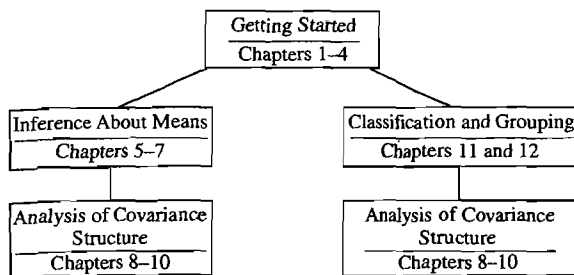 Getting Started
Chapters 1–4
Inference About Means
Chapters 5–7
Classification and Grouping
Chapters 11 and 12
Analysis of Covariance
Structure
Chapters 8–10
Analysis of Covariance
Structure
Chapters 8–10